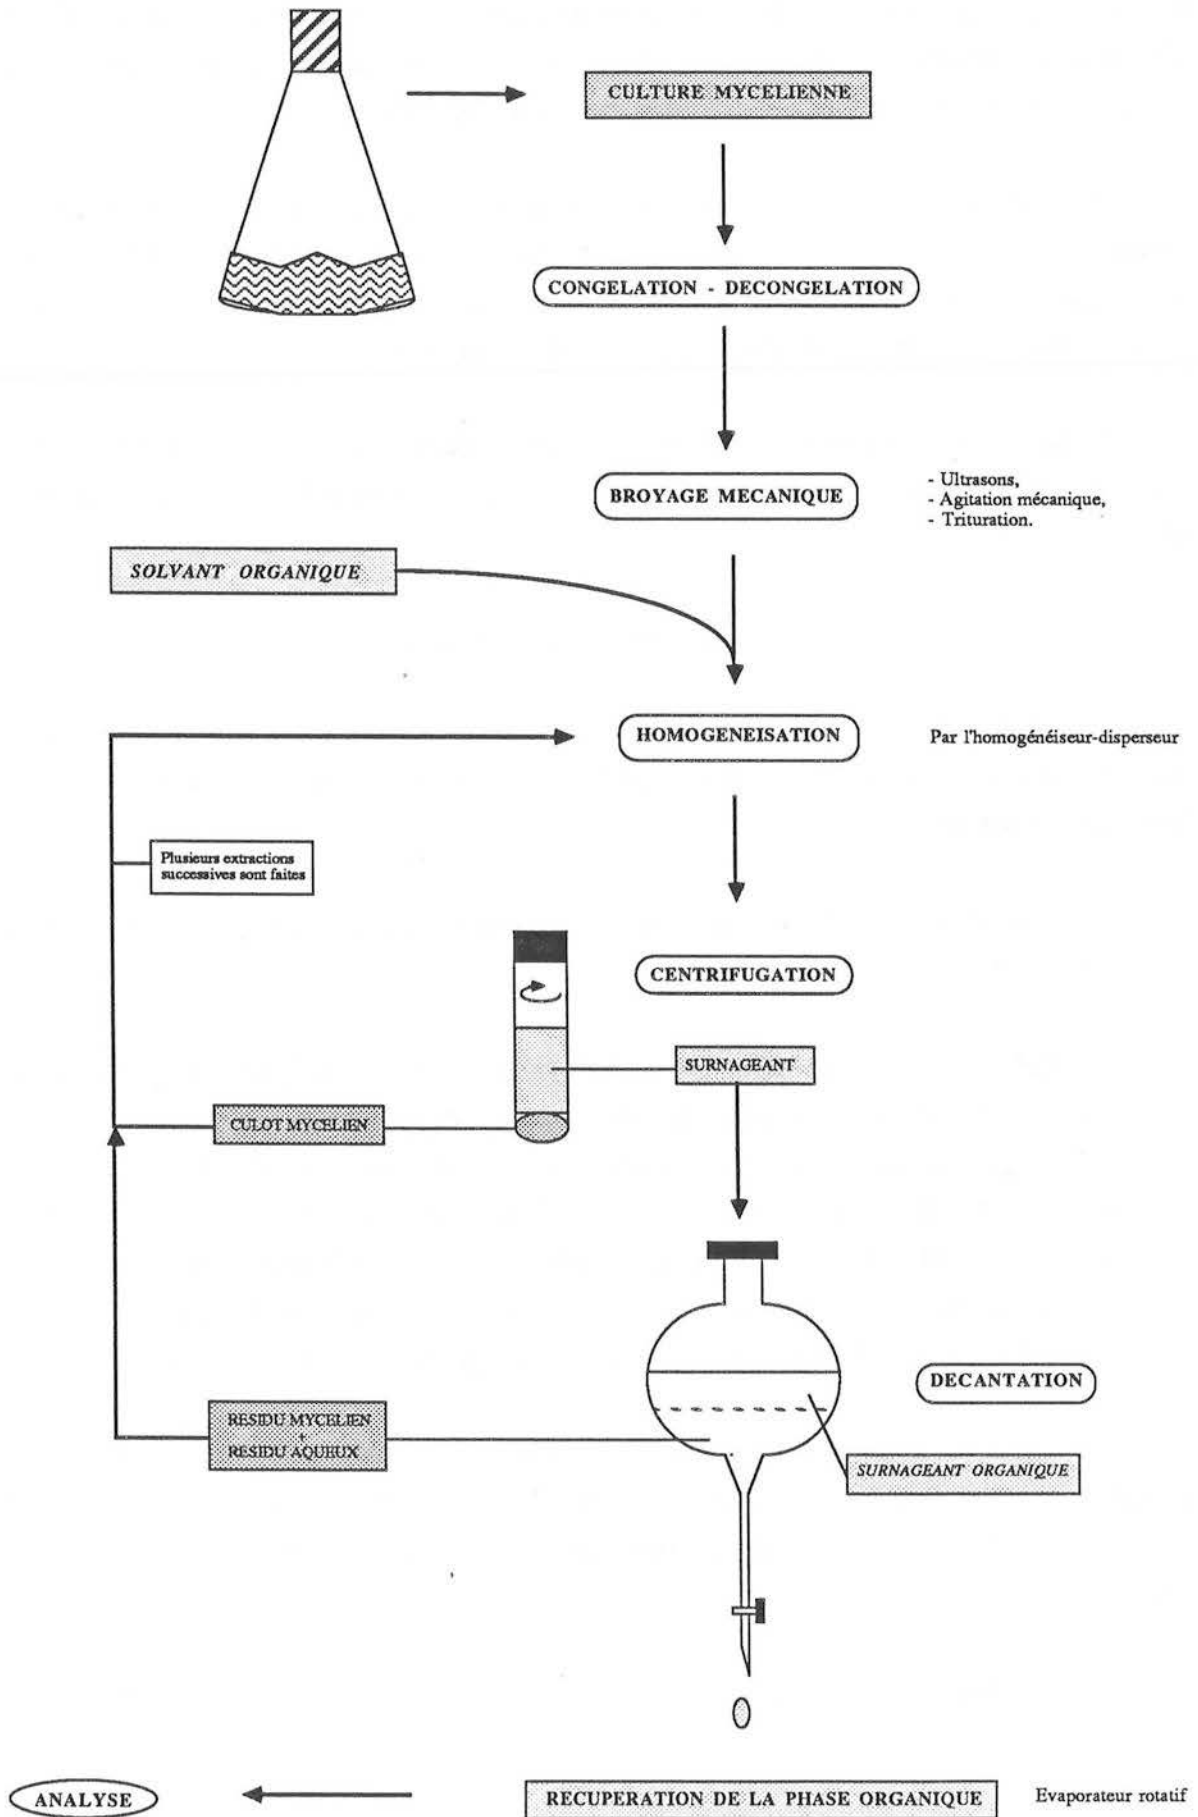 CULTURE MYCELIENNE
CONGELATION - DECONGELATION
BROYAGE MECANIQUE
- Ultrasons,
- Agitation mécanique,
- Trituration.
SOLVANT ORGANIQUE
HOMOGENEISATION
Par l'homogénéiseur-disperseur
Plusieurs extractions
successives sont faites
CENTRIFUGATION
SURNAGEANT
CULOT MYCELIEN
DECANTATION
RESIDU MYCELIEN
+
RESIDU AQUEUX
SURNAGEANT ORGANIQUE
ANALYSE
RECUPERATION DE LA PHASE ORGANIQUE
Evaporateur rotatif